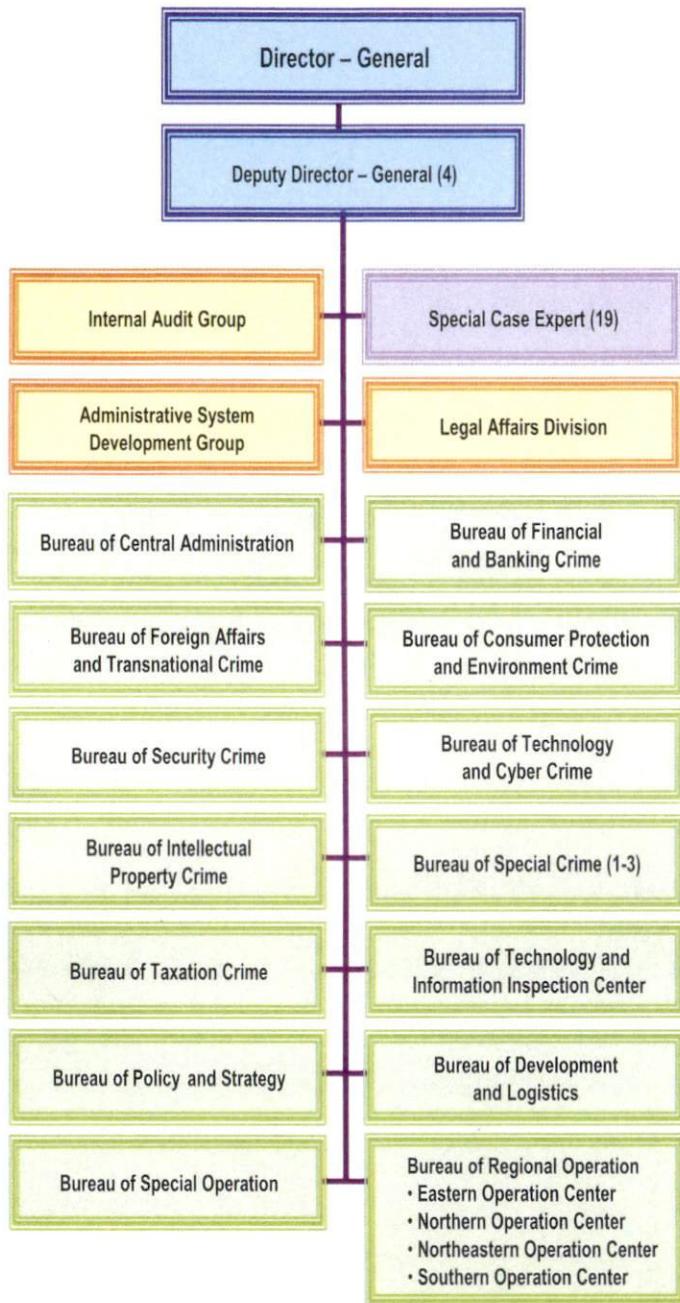 Director – General
Deputy Director – General (4)
Internal Audit Group
Special Case Expert (19)
Administrative System
Development Group
Legal Affairs Division
Bureau of Central Administration
Bureau of Financial
and Banking Crime
Bureau of Foreign Affairs
and Transnational Crime
Bureau of Consumer Protection
and Environment Crime
Bureau of Security Crime
Bureau of Technology
and Cyber Crime
Bureau of Intellectual
Property Crime
Bureau of Special Crime (1-3)
Bureau of Taxation Crime
Bureau of Technology and
Information Inspection Center
Bureau of Policy and Strategy
Bureau of Development
and Logistics
Bureau of Special Operation
Bureau of Regional Operation
• Eastern Operation Center
• Northern Operation Center
• Northeastern Operation Center
• Southern Operation Center